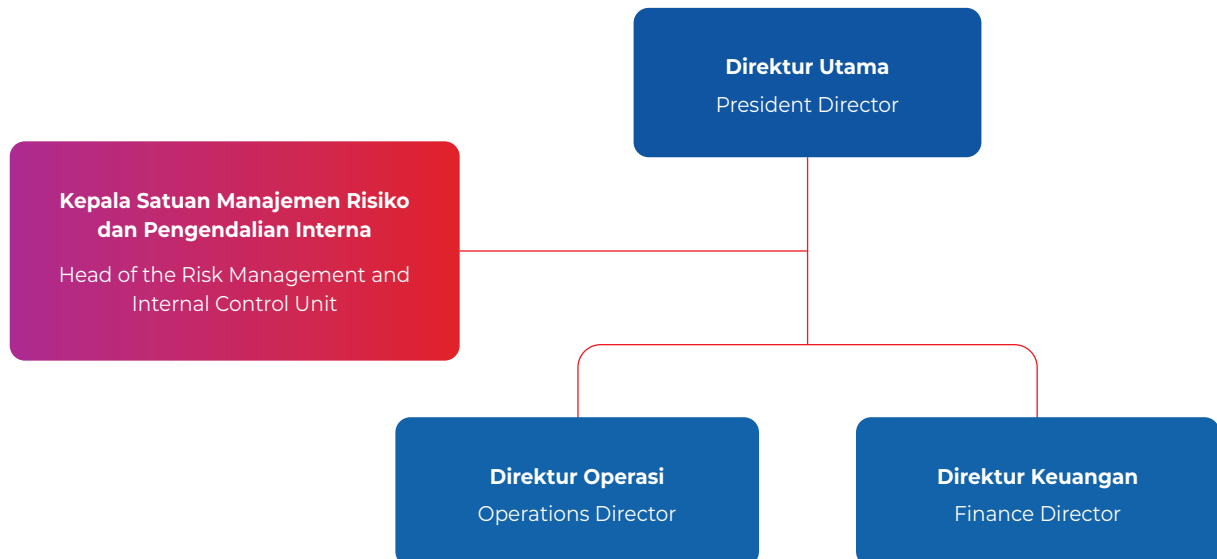 Direktur Utama
President Director
Kepala Satuan Manajemen Risiko
dan Pengendalian Interna
Head of the Risk Management and
Internal Control Unit
Direktur Operasi
Operations Director
Direktur Keuangan
Finance Director